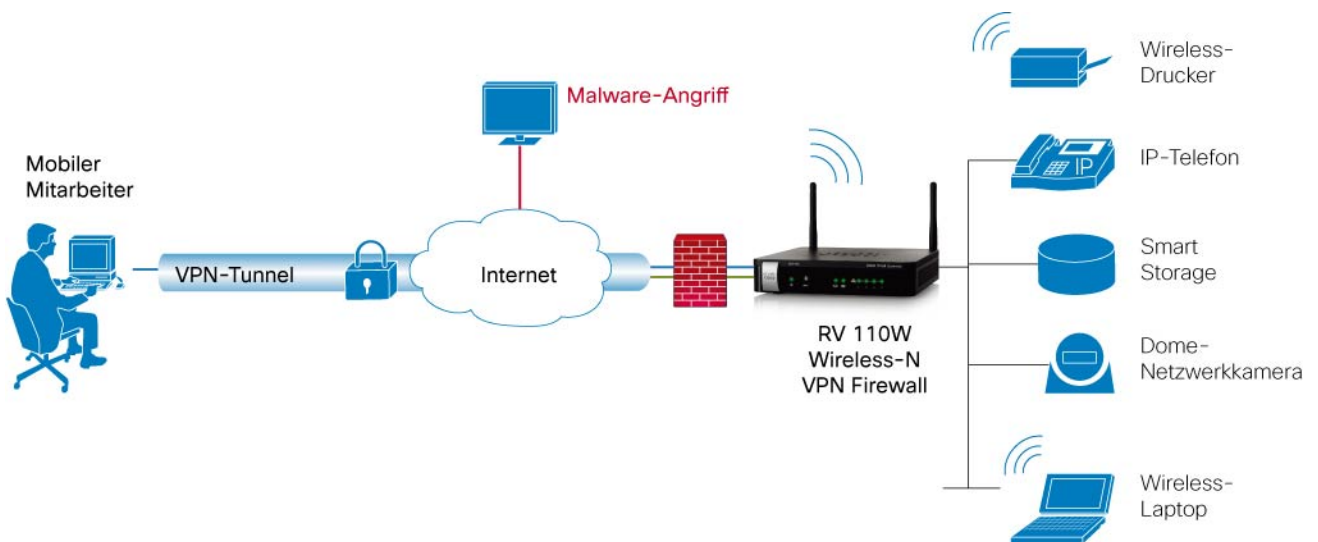 Malware-Angriff
Mobiler
Mitarbeiter
VPN-Tunnel
Internet
RV 110W
Wireless-N
VPN Firewall
Wireless-
Drucker
IP
IP-Telefon
Smart
Storage
Dome-
Netzwerkkamera
Wireless-
Laptop